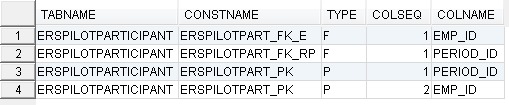 TABNAME CONSTNAME TYPE COLSEQ COLNAME
1 ERSPILOTPARTICIPANT ERSPILOTPART_FK_E F 1 EMP_ID
2 ERSPILOTPARTICIPANT ERSPILOTPART_FK_RP F 1 PERIOD_ID
3 ERSPILOTPARTICIPANT ERSPILOTPART_PK P 1 PERIOD_ID
4 ERSPILOTPARTICIPANT ERSPILOTPART_PK P 2 EMP_ID